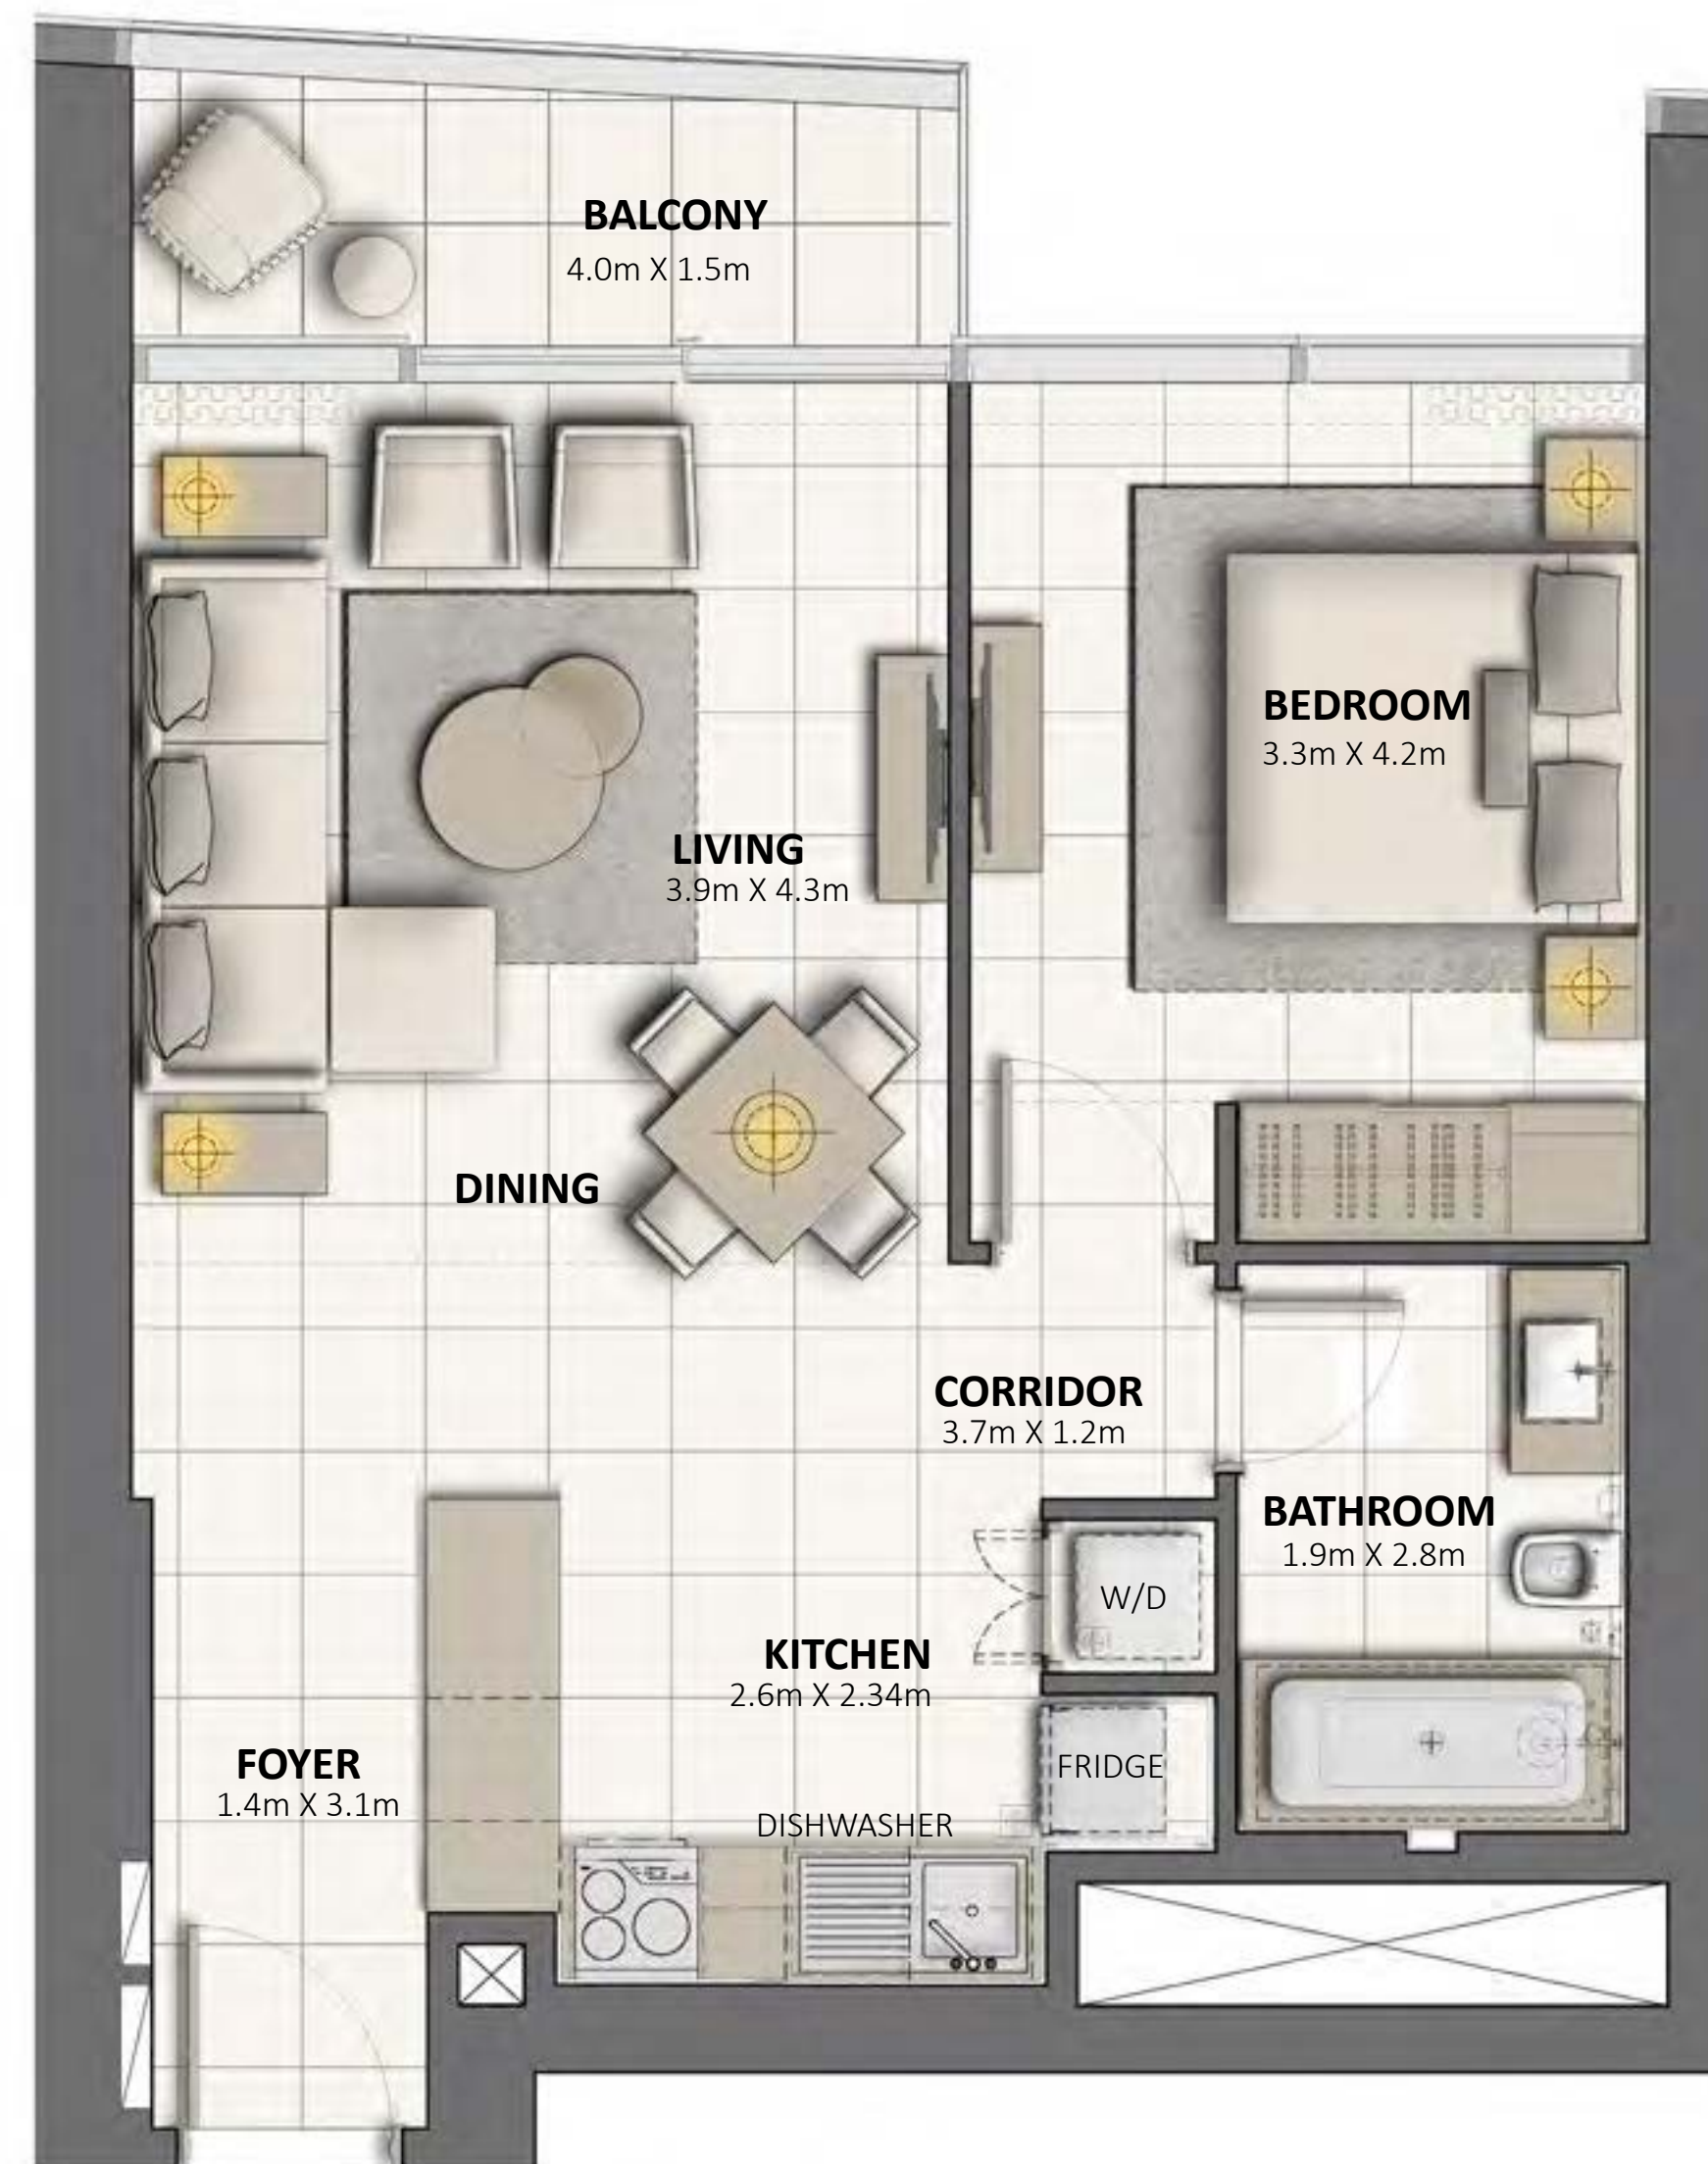 BALCONY
4.0m X 1.5m
BEDROOM
3.3m X 4.2m
LIVING
3.9m X 4.3m
DINING
CORRIDOR
3.7m X 1.2m
BATHROOM
1.9m X 2.8m
W/D
KITCHEN
2.6m X 2.34m
FOYER
1.4m X 3.1m
FRIDGE
DISHWASHER